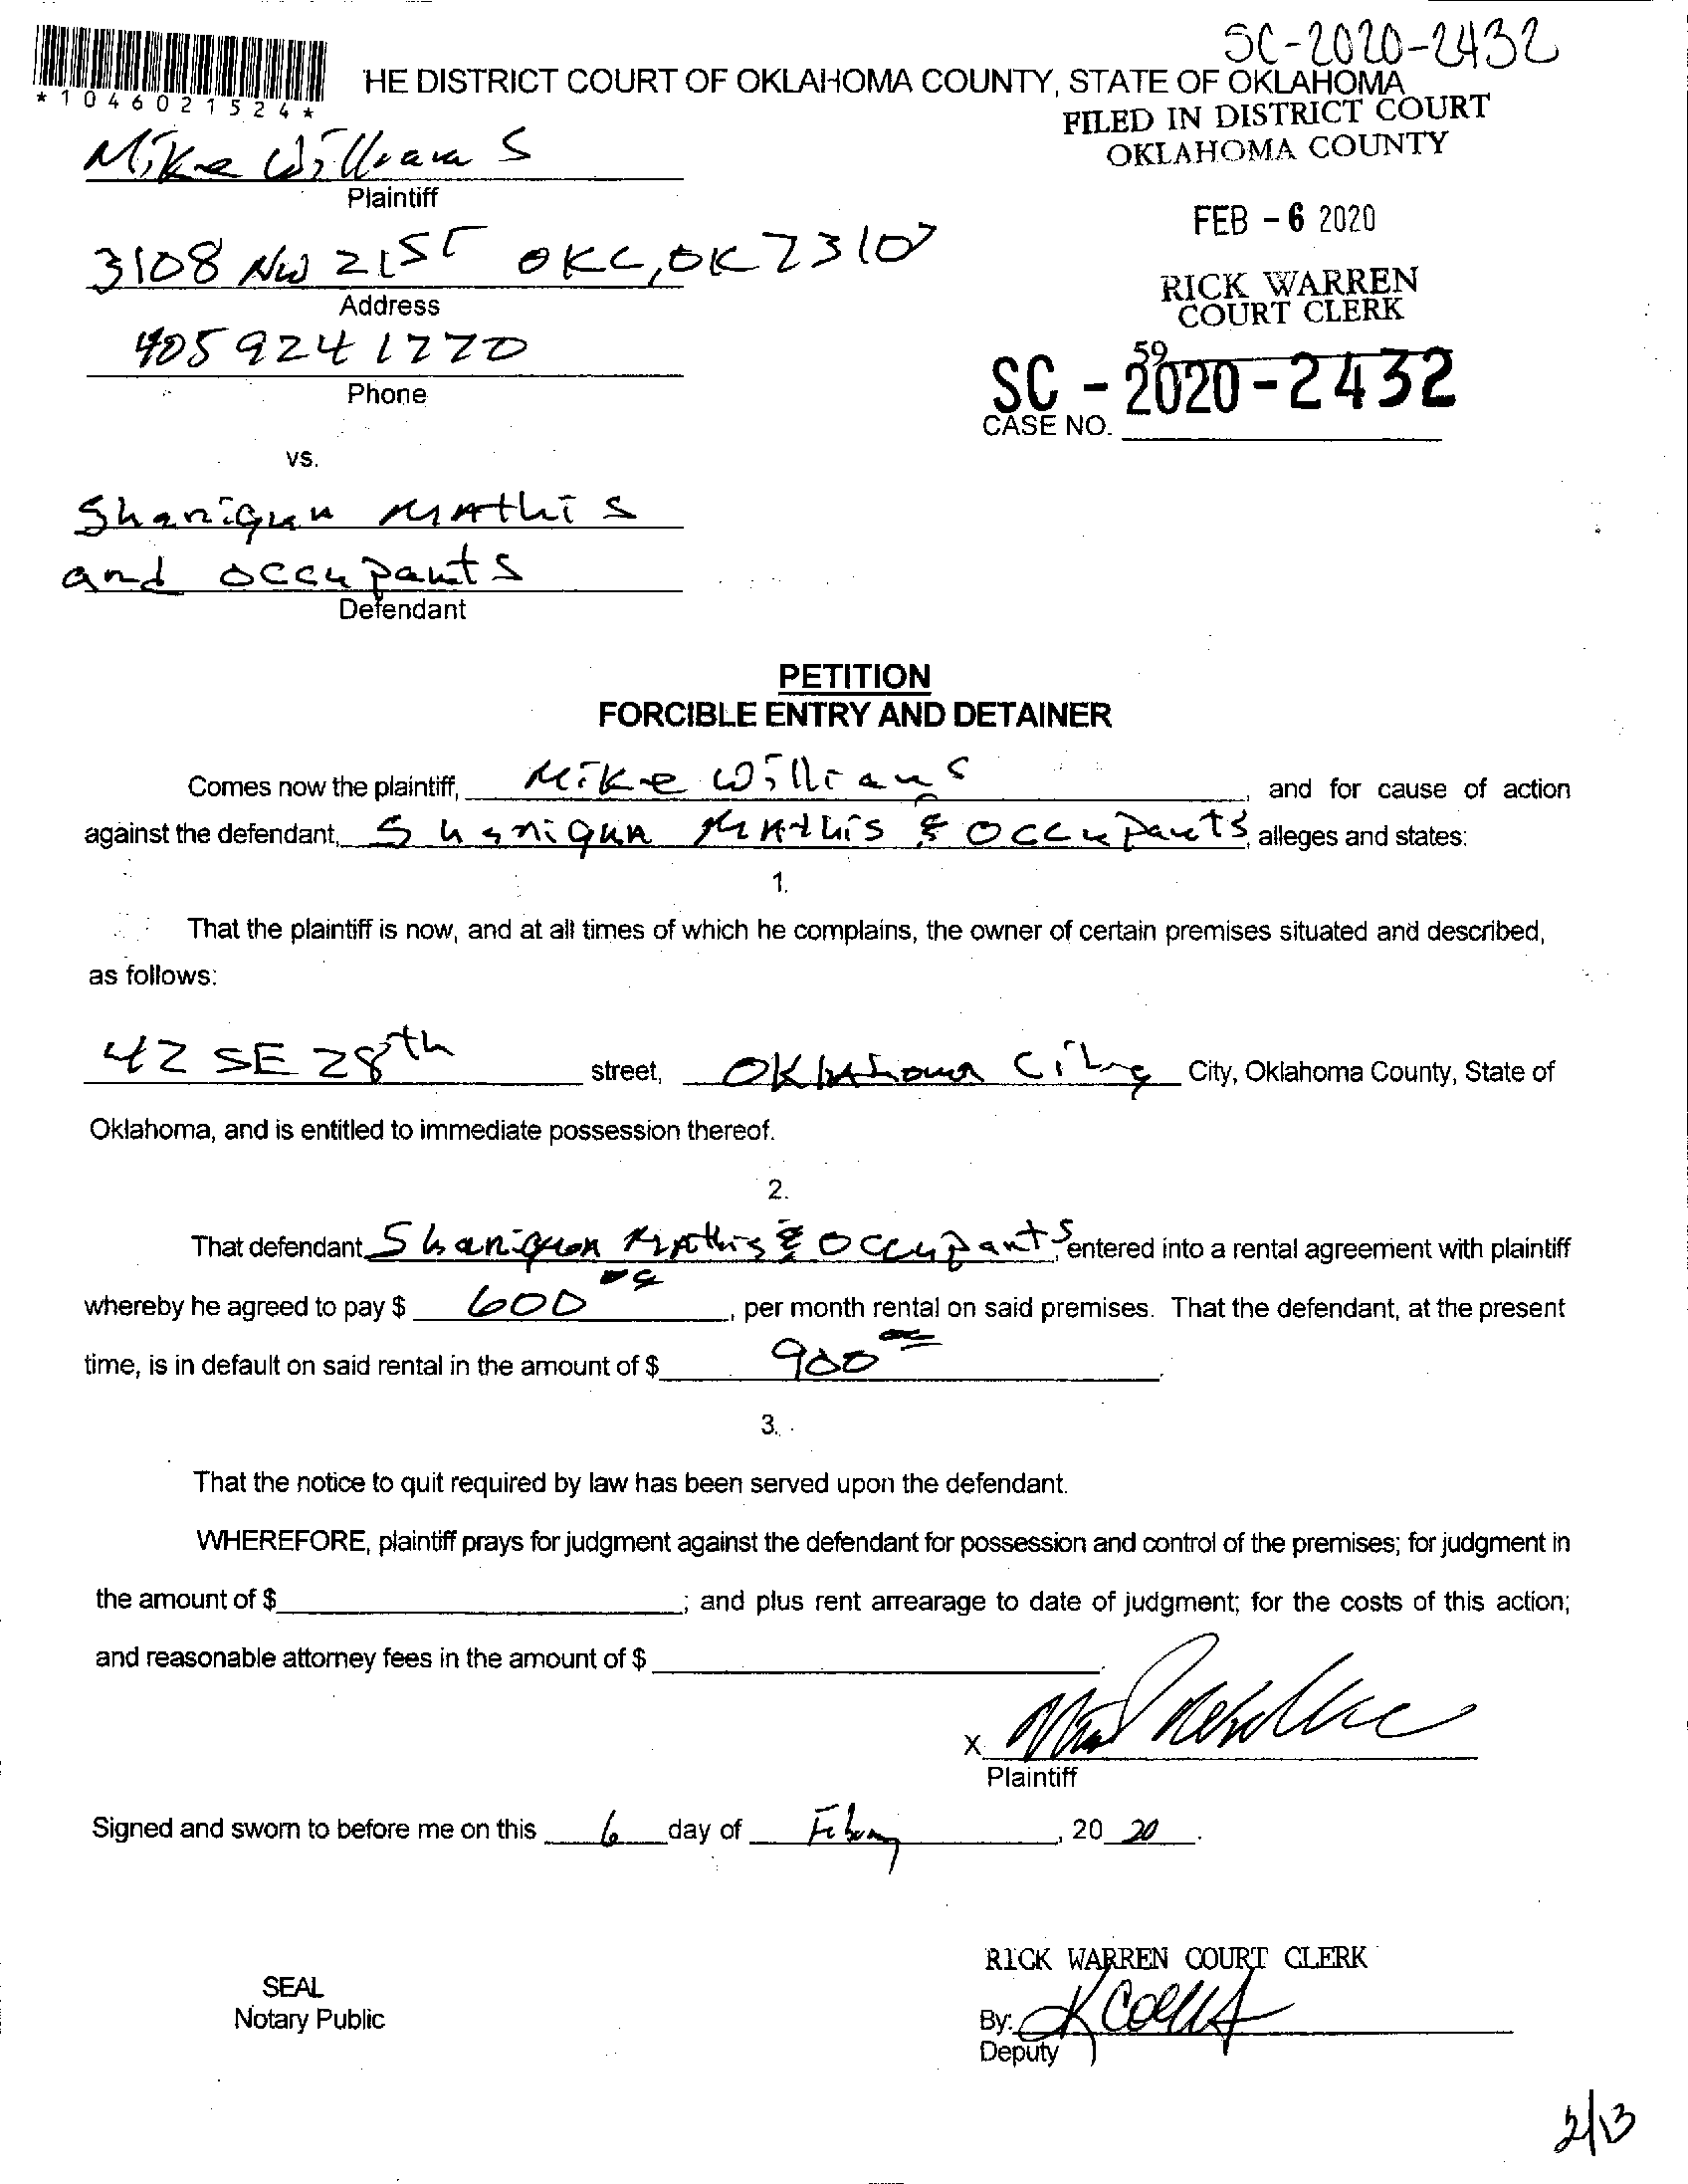 SC-2020-2432
*1046021524*
HE DISTRICT COURT OF OKLAHOMA COUNTY, STATE OF OKLAHOMA
FILED IN DISTRICT COURT
OKLAHOMA COUNTY
Mike Williams
Plaintiff
FEB - 6 2020
3108 NW 21ST OKC, OK 73107
Address
RICK WARREN
COURT CLERK
405 924 1770
Phone
59
SC - 2020-2432
CASE NO.
vs.
Shaniqua Mathis
and occupants
Defendant
PETITION
FORCIBLE ENTRY AND DETAINER
Comes now the plaintiff, Mike Williams, and for cause of action
against the defendant, Shaniqua Mathis & Occupants, alleges and states:
1.
That the plaintiff is now, and at all times of which he complains, the owner of certain premises situated and described,
as follows:
42 SE 28th street, Oklahoma City City, Oklahoma County, State of
Oklahoma, and is entitled to immediate possession thereof.
2.
That defendant Shaniqua Mathis & Occupants, entered into a rental agreement with plaintiff
whereby he agreed to pay $ 600 00, per month rental on said premises. That the defendant, at the present
time, is in default on said rental in the amount of $ 900 00.
3.
That the notice to quit required by law has been served upon the defendant.
WHEREFORE, plaintiff prays for judgment against the defendant for possession and control of the premises; for judgment in
the amount of $ ; and plus rent arrearage to date of judgment; for the costs of this action;
and reasonable attorney fees in the amount of $ .
X
Plaintiff
Signed and sworn to before me on this 6 day of February, 20 20.
RICK WARREN COURT CLERK
SEAL
Notary Public
By:
Deputy
2/13